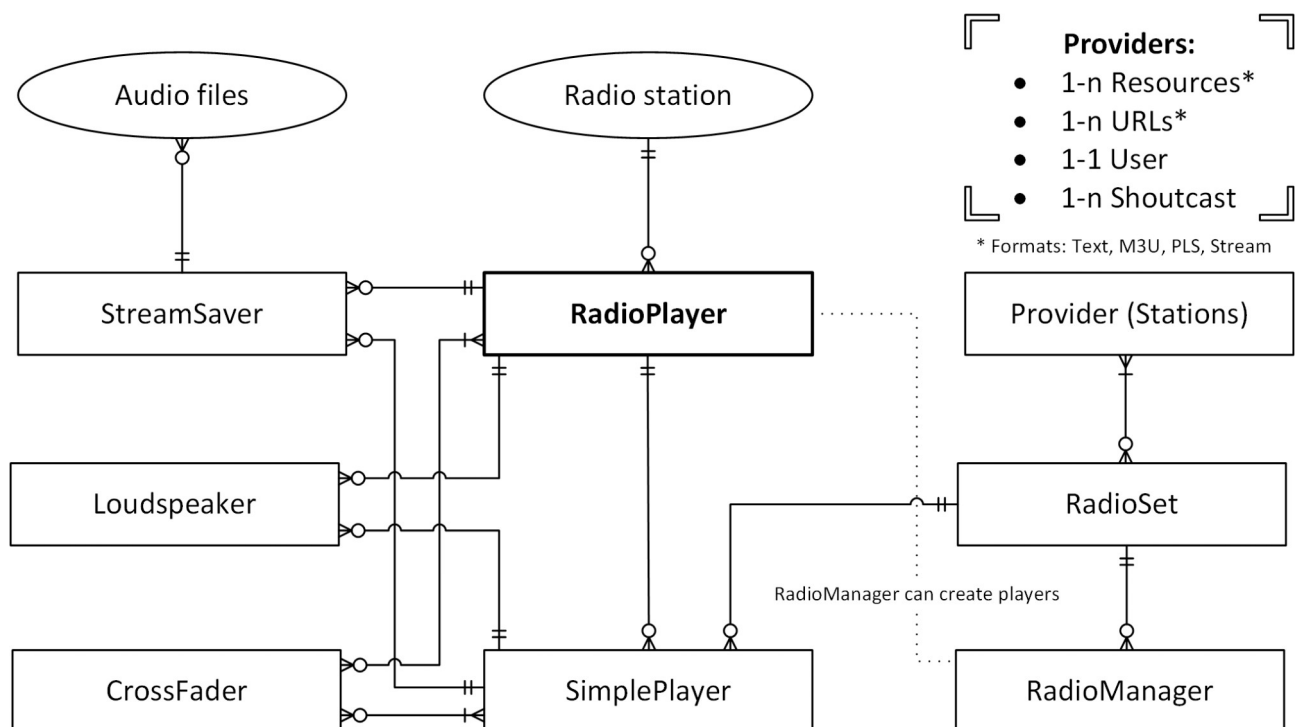 Audio files
Radio station
Providers:
• 1-n Resources*
• 1-n URLs*
• 1-1 User
• 1-n Shoutcast
* Formats: Text, M3U, PLS, Stream
StreamSaver
RadioPlayer
Provider (Stations)
Loudspeaker
RadioSet
RadioManager can create players
CrossFader
SimplePlayer
RadioManager